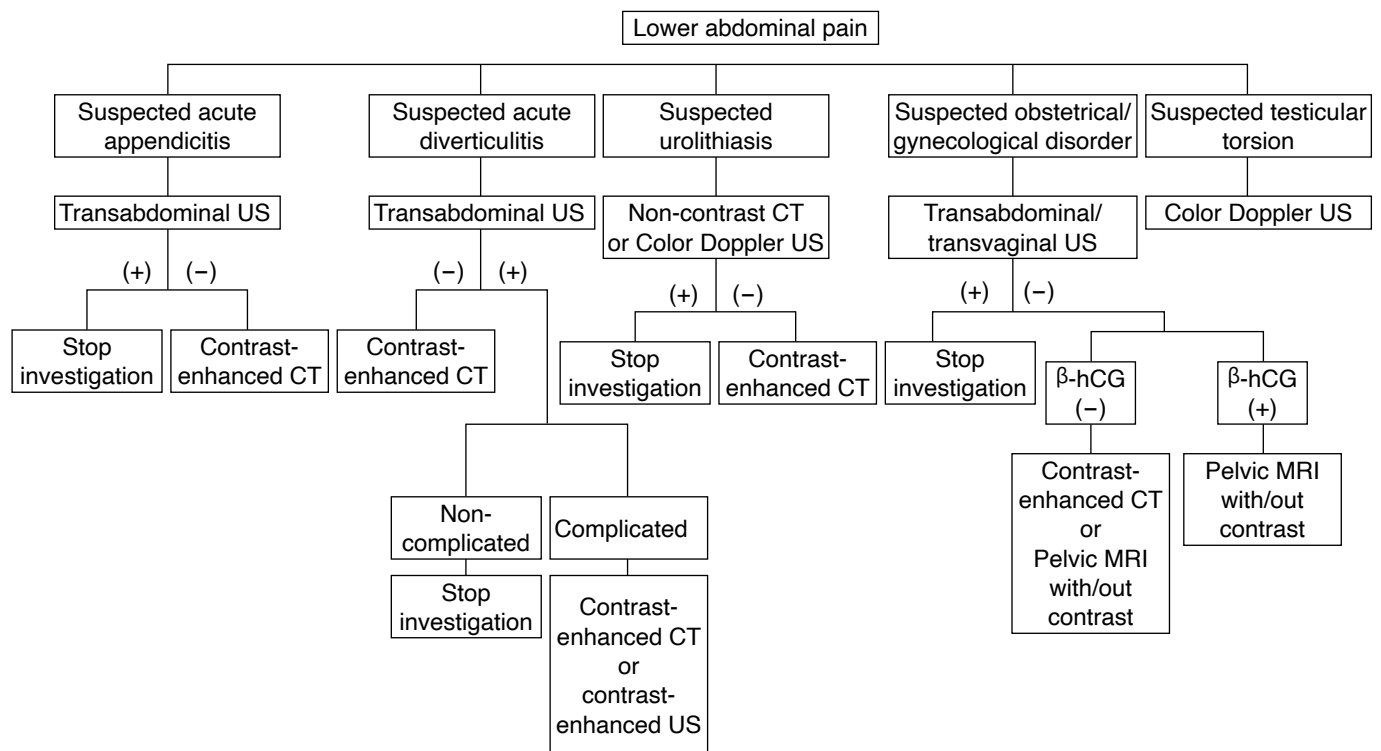 Lower abdominal pain
Suspected acute
appendicitis
Suspected acute
diverticulitis
Suspected
urolithiasis
Suspected obstetrical/
gynecological disorder
Suspected testicular
torsion
Transabdominal US
Transabdominal US
Non-contrast CT
or Color Doppler US
Transabdominal/
transvaginal US
Color Doppler US
(+) (−)
(−) (+)
(+) (−)
(+) (−)
Stop
investigation
Contrast-
enhanced CT
Contrast-
enhanced CT
Stop
investigation
Contrast-
enhanced CT
Stop
investigation
β-hCG
(−)
β-hCG
(+)
Contrast-
enhanced CT
or
Pelvic MRI
with/out
contrast
Pelvic MRI
with/out
contrast
Non-
complicated
Complicated
Stop
investigation
Contrast-
enhanced CT
or
contrast-
enhanced US